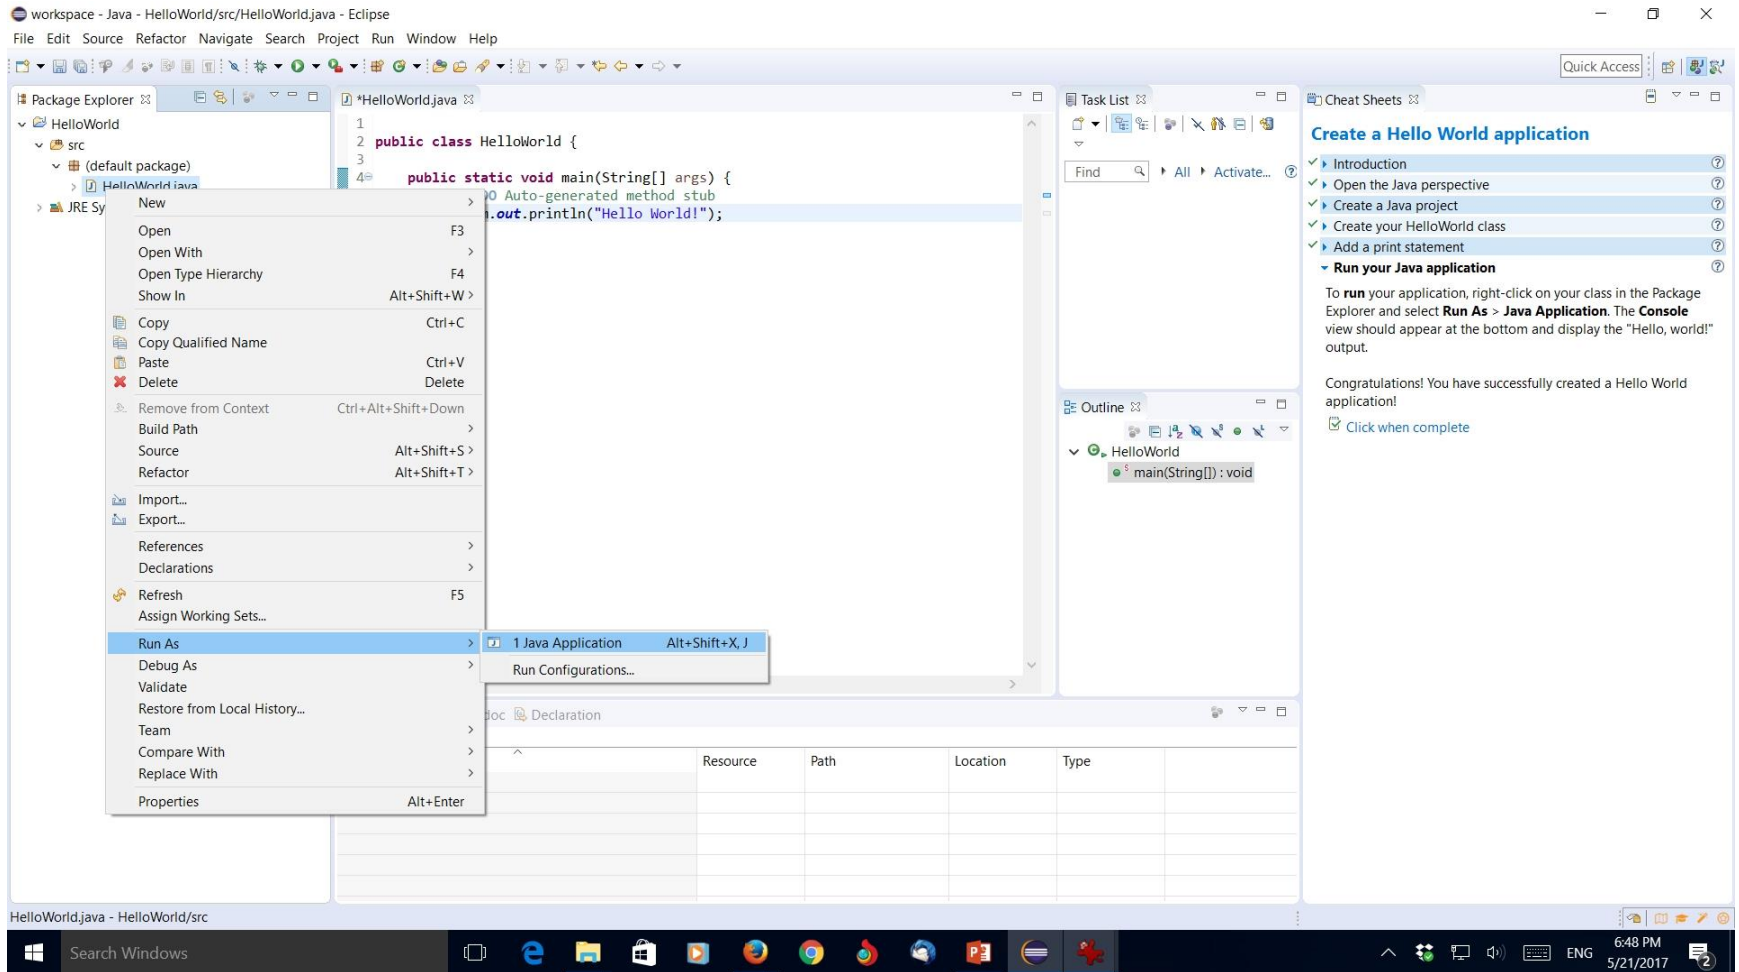 workspace - Java - HelloWorld/src/HelloWorld.java - Eclipse
File Edit Source Refactor Navigate Search Project Run Window Help
Quick Access
Package Explorer
HelloWorld
src
(default package)
HelloWorld.java
JRE Sy
*HelloWorld.java
1
2 public class HelloWorld {
3
4 public static void main(String[] args) {
O Auto-generated method stub
.out.println("Hello World!");
New
Open F3
Open With
Open Type Hierarchy F4
Show In Alt+Shift+W
Copy Ctrl+C
Copy Qualified Name
Paste Ctrl+V
Delete Delete
Remove from Context Ctrl+Alt+Shift+Down
Build Path
Source Alt+Shift+S
Refactor Alt+Shift+T
Import...
Export...
References
Declarations
Refresh F5
Assign Working Sets...
Run As
Debug As
Validate
Restore from Local History...
Team
Compare With
Replace With
Properties Alt+Enter
1 Java Application Alt+Shift+X, J
Run Configurations...
doc Declaration
Resource Path Location Type
Task List
Find All Activate...
Outline
HelloWorld
main(String[]) : void
Cheat Sheets
Create a Hello World application
Introduction
Open the Java perspective
Create a Java project
Create your HelloWorld class
Add a print statement
Run your Java application
To run your application, right-click on your class in the Package
Explorer and select Run As > Java Application. The Console
view should appear at the bottom and display the "Hello, world!"
output.
Congratulations! You have successfully created a Hello World
application!
Click when complete
HelloWorld.java - HelloWorld/src
Search Windows
ENG
6:48 PM
5/21/2017
2